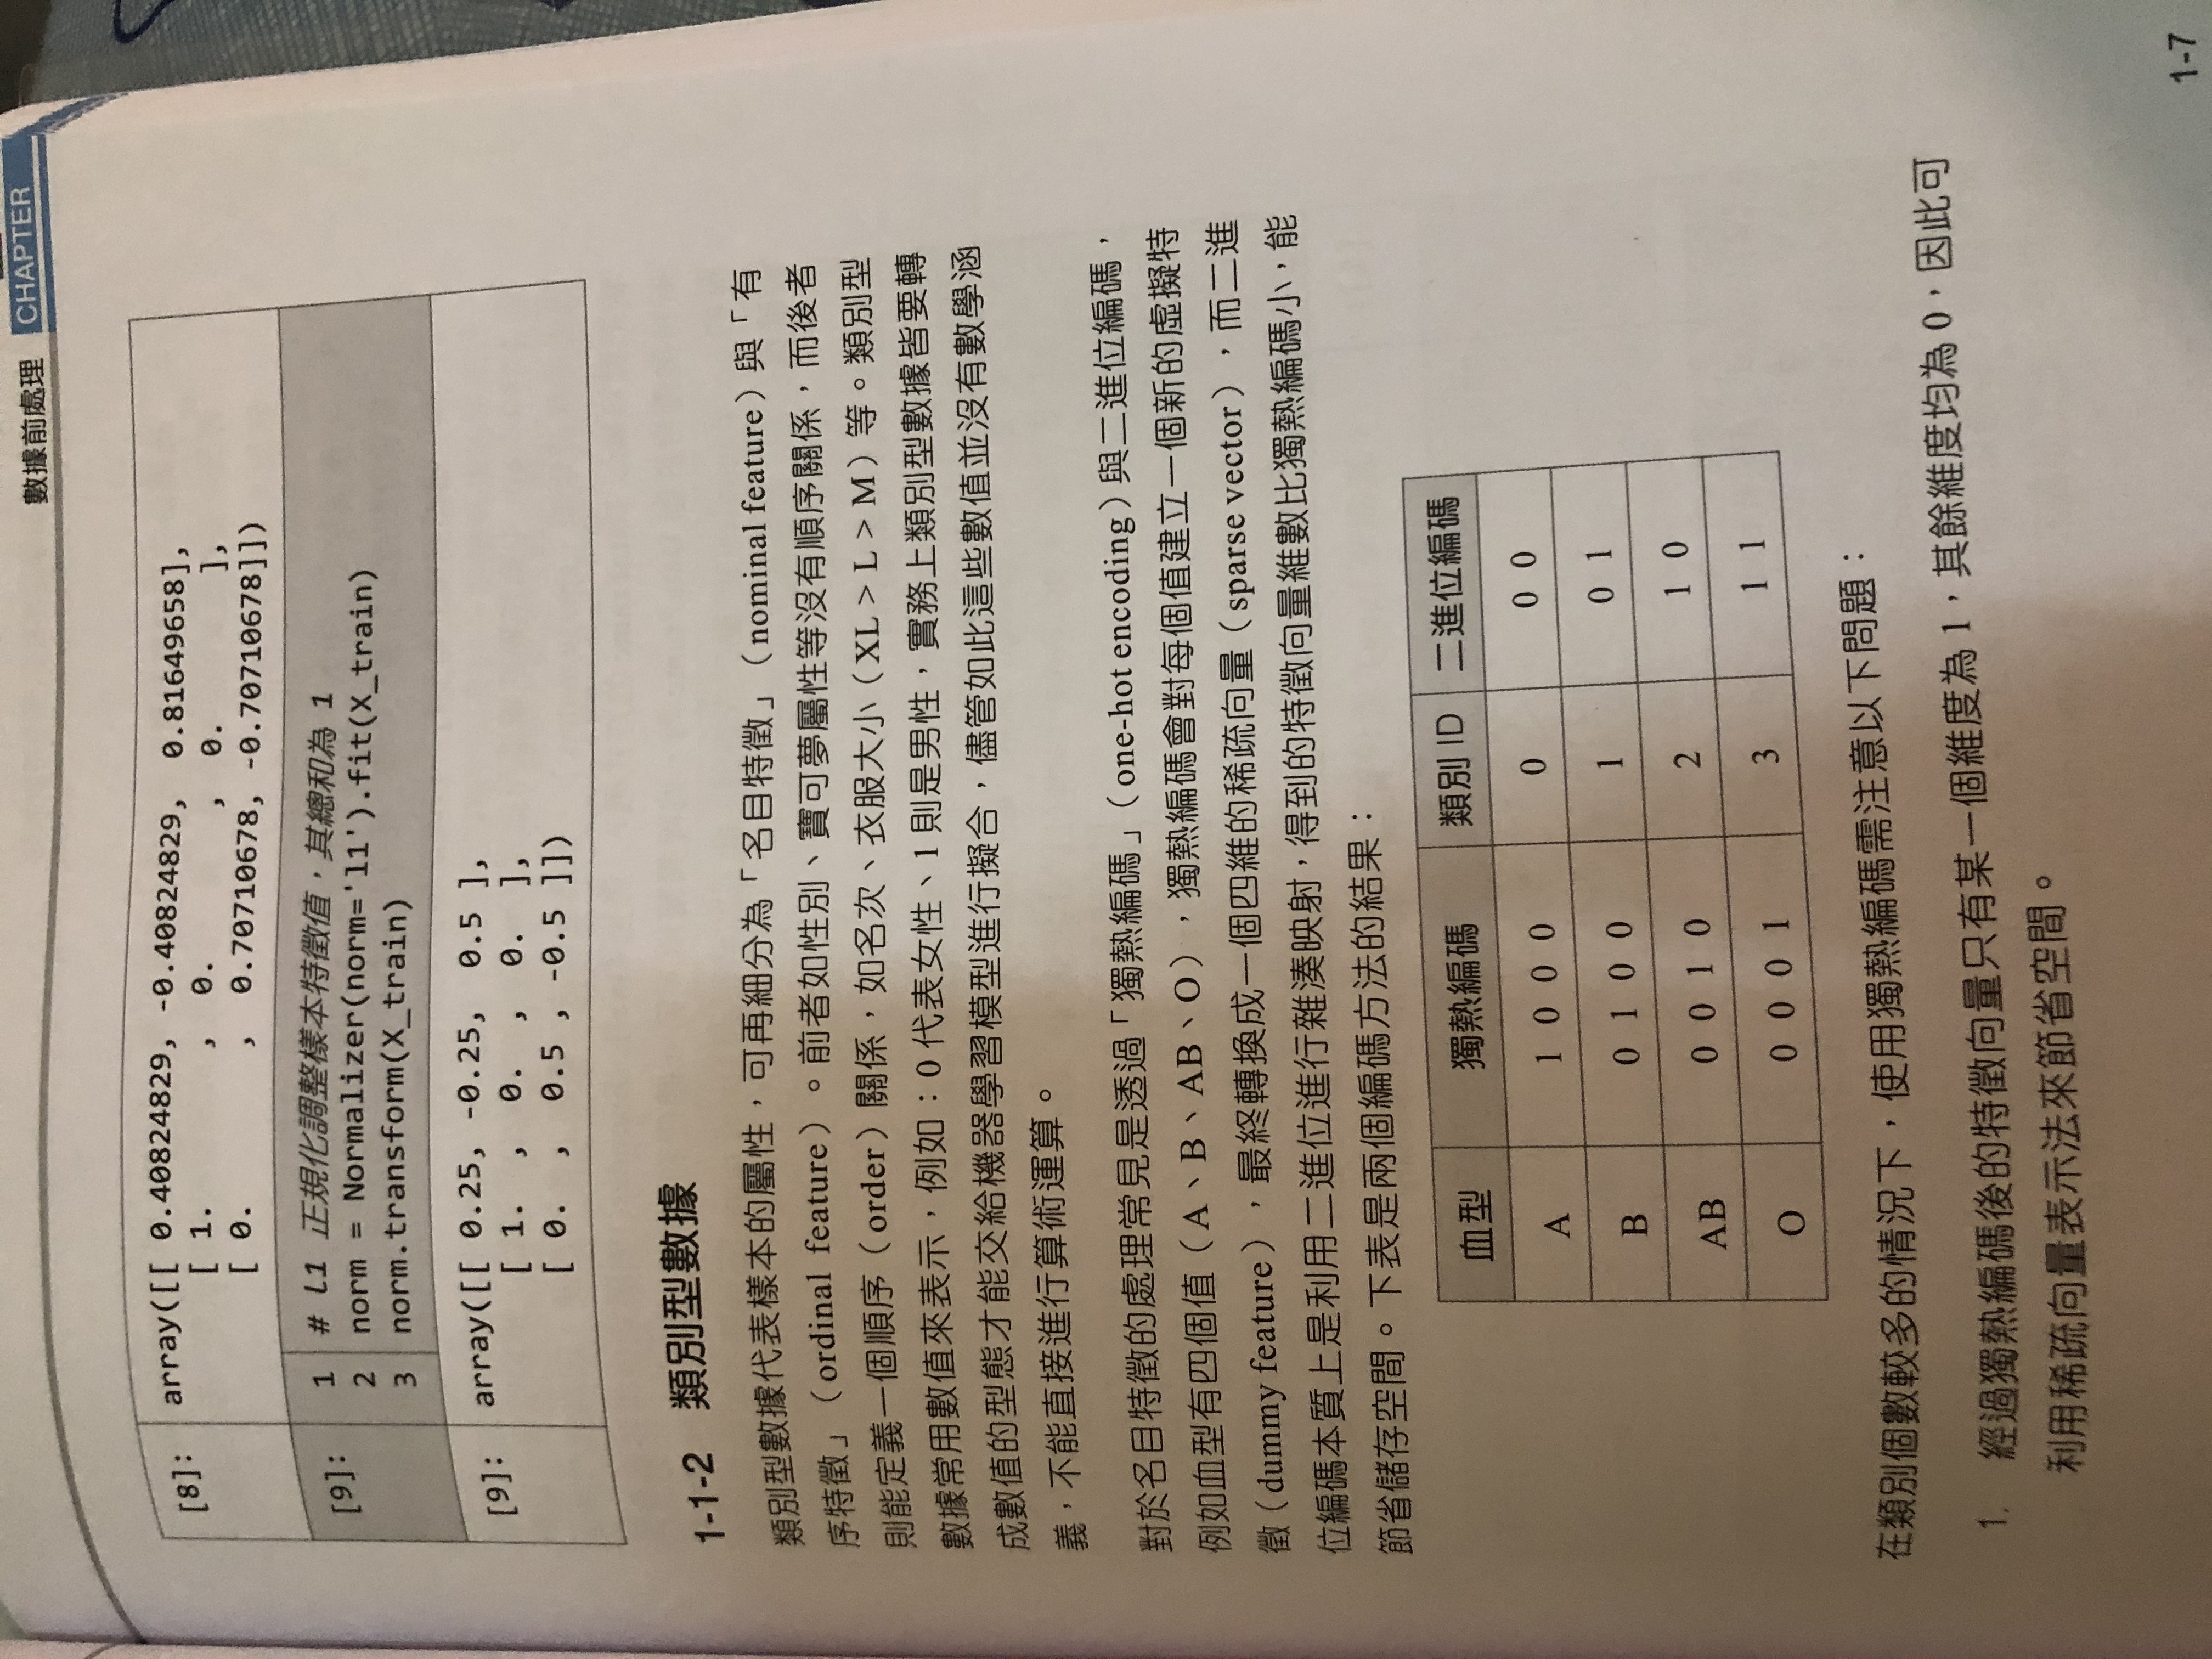 數據前處理 CHAPTER
[8]: array([[ 0.40824829, -0.40824829, 0.81649658],
[ 1. , 0. , 0. ],
[ 0. , 0.70710678, -0.70710678]])
[9]: 1 # l1 正規化調整樣本特徵值，其總和為 1
2 norm = Normalizer(norm='l1').fit(X_train)
3 norm.transform(X_train)
[9]: array([[ 0.25, -0.25, 0.5 ],
[ 1. , 0. , 0. ],
[ 0. , 0.5 , -0.5 ]])
1-1-2 類別型數據
類別型數據代表樣本的屬性，可再細分為「名目特徵」（nominal feature）與「有
序特徵」（ordinal feature）。前者如性別、寶可夢屬性等沒有順序關係，而後者
則能定義一個順序（order）關係，如名次、衣服大小（XL > L > M）等。類別型
數據常用數值來表示，例如：0 代表女性、1 則是男性，實務上類別型數據皆要轉
成數值的型態才能交給機器學習模型進行擬合，儘管如此這些數值並沒有數學涵
義，不能直接進行算術運算。
對於名目特徵的處理常見是透過「獨熱編碼」（one-hot encoding）與二進位編碼，
例如血型有四個值（A、B、AB、O），獨熱編碼會對每個值建立一個新的虛擬特
徵（dummy feature），最終轉換成一個四維的稀疏向量（sparse vector），而二進
位編碼本質上是利用二進位進行雜湊映射，得到的特徵向量維數比獨熱編碼小，能
節省儲存空間。下表是兩個編碼方法的結果：
血型 獨熱編碼 類別 ID 二進位編碼
A 1 0 0 0 0 0 0
B 0 1 0 0 1 0 1
AB 0 0 1 0 2 1 0
O 0 0 0 1 3 1 1
在類別個數較多的情況下，使用獨熱編碼需注意以下問題：
1. 經過獨熱編碼後的特徵向量只有某一個維度為 1，其餘維度均為 0，因此可
利用稀疏向量表示法來節省空間。
1-7